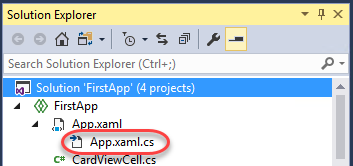 Solution Explorer
Search Solution Explorer (Ctrl+;)
Solution 'FirstApp' (4 projects)
FirstApp
App.xaml
App.xaml.cs
CardViewCell.cs